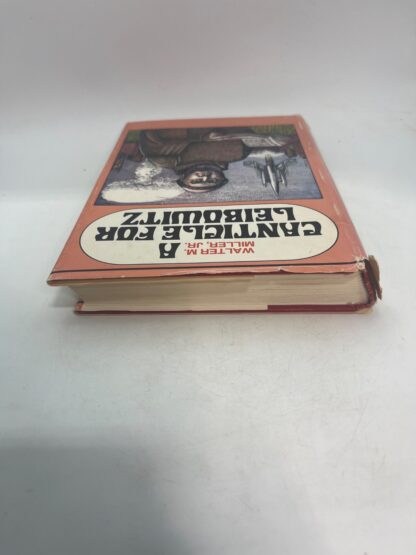 WALTER M.
MILLER, JR.
A
CANTICLE FOR
LEIBOWITZ